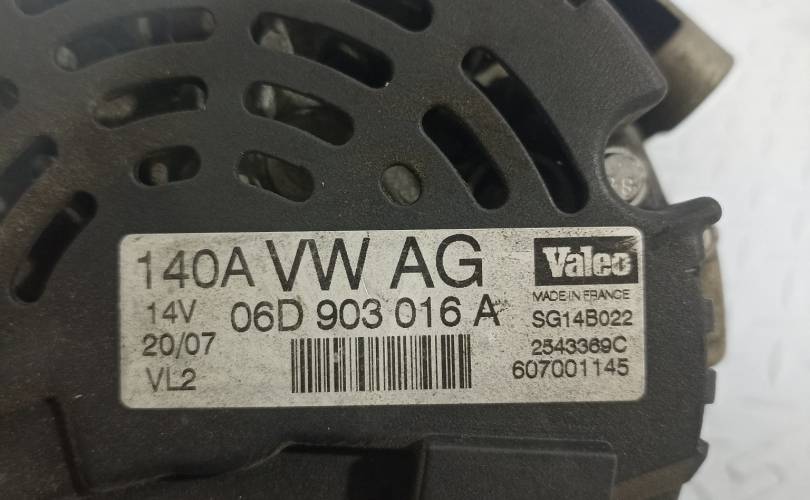 140A VW AG Valeo
MADE IN FRANCE
14V 06D 903 016 A SG14B022
20/07 2543369C
VL2 607001145